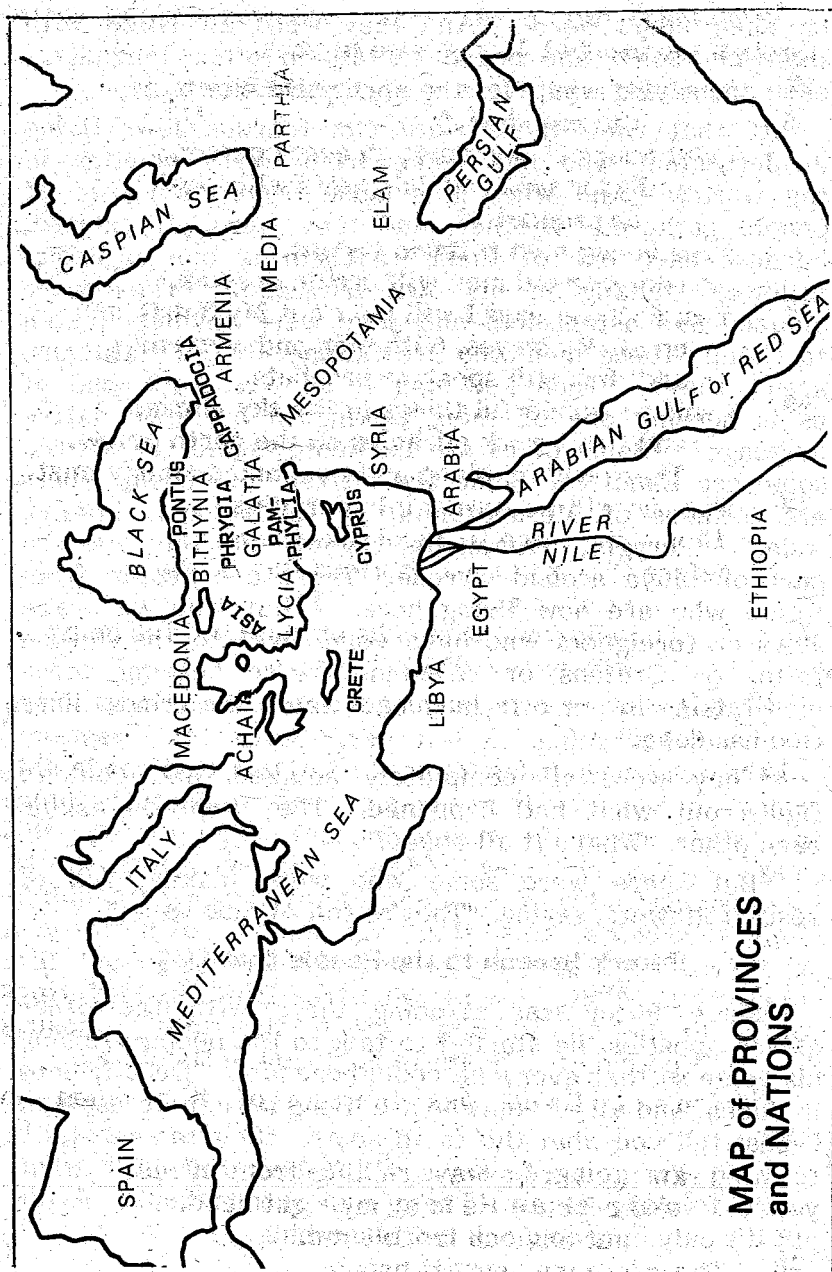 SPAIN
ITALY
MACEDONIA
ACHAIA
BLACK SEA
PONTUS
BITHYNIA
ASIA
PHRYGIA
GALATIA
CAPPADOCIA
ARMENIA
LYCIA
PAM-
PHYLIA
CASPIAN SEA
MEDIA
PARTHIA
ELAM
MESOPOTAMIA
SYRIA
CYPRUS
CRETE
MEDITERRANEAN SEA
LIBYA
EGYPT
ARABIA
PERSIAN
GULF
RIVER
NILE
ARABIAN GULF or RED SEA
ETHIOPIA
MAP of PROVINCES
and NATIONS